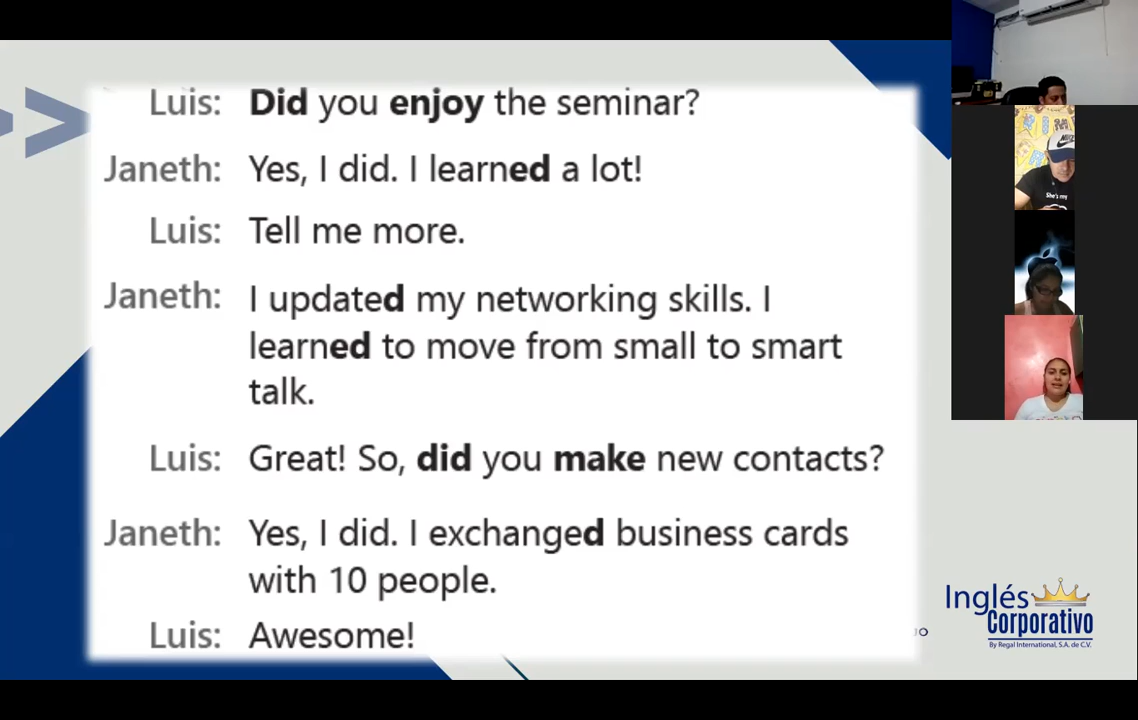 Luis: Did you enjoy the seminar?
Janeth: Yes, I did. I learned a lot!
Luis: Tell me more.
Janeth: I updated my networking skills. I
learned to move from small to smart
talk.
Luis: Great! So, did you make new contacts?
Janeth: Yes, I did. I exchanged business cards
with 10 people.
Luis: Awesome!
Inglés
Corporativo
By Regal International, S.A. de C.V.
She's my